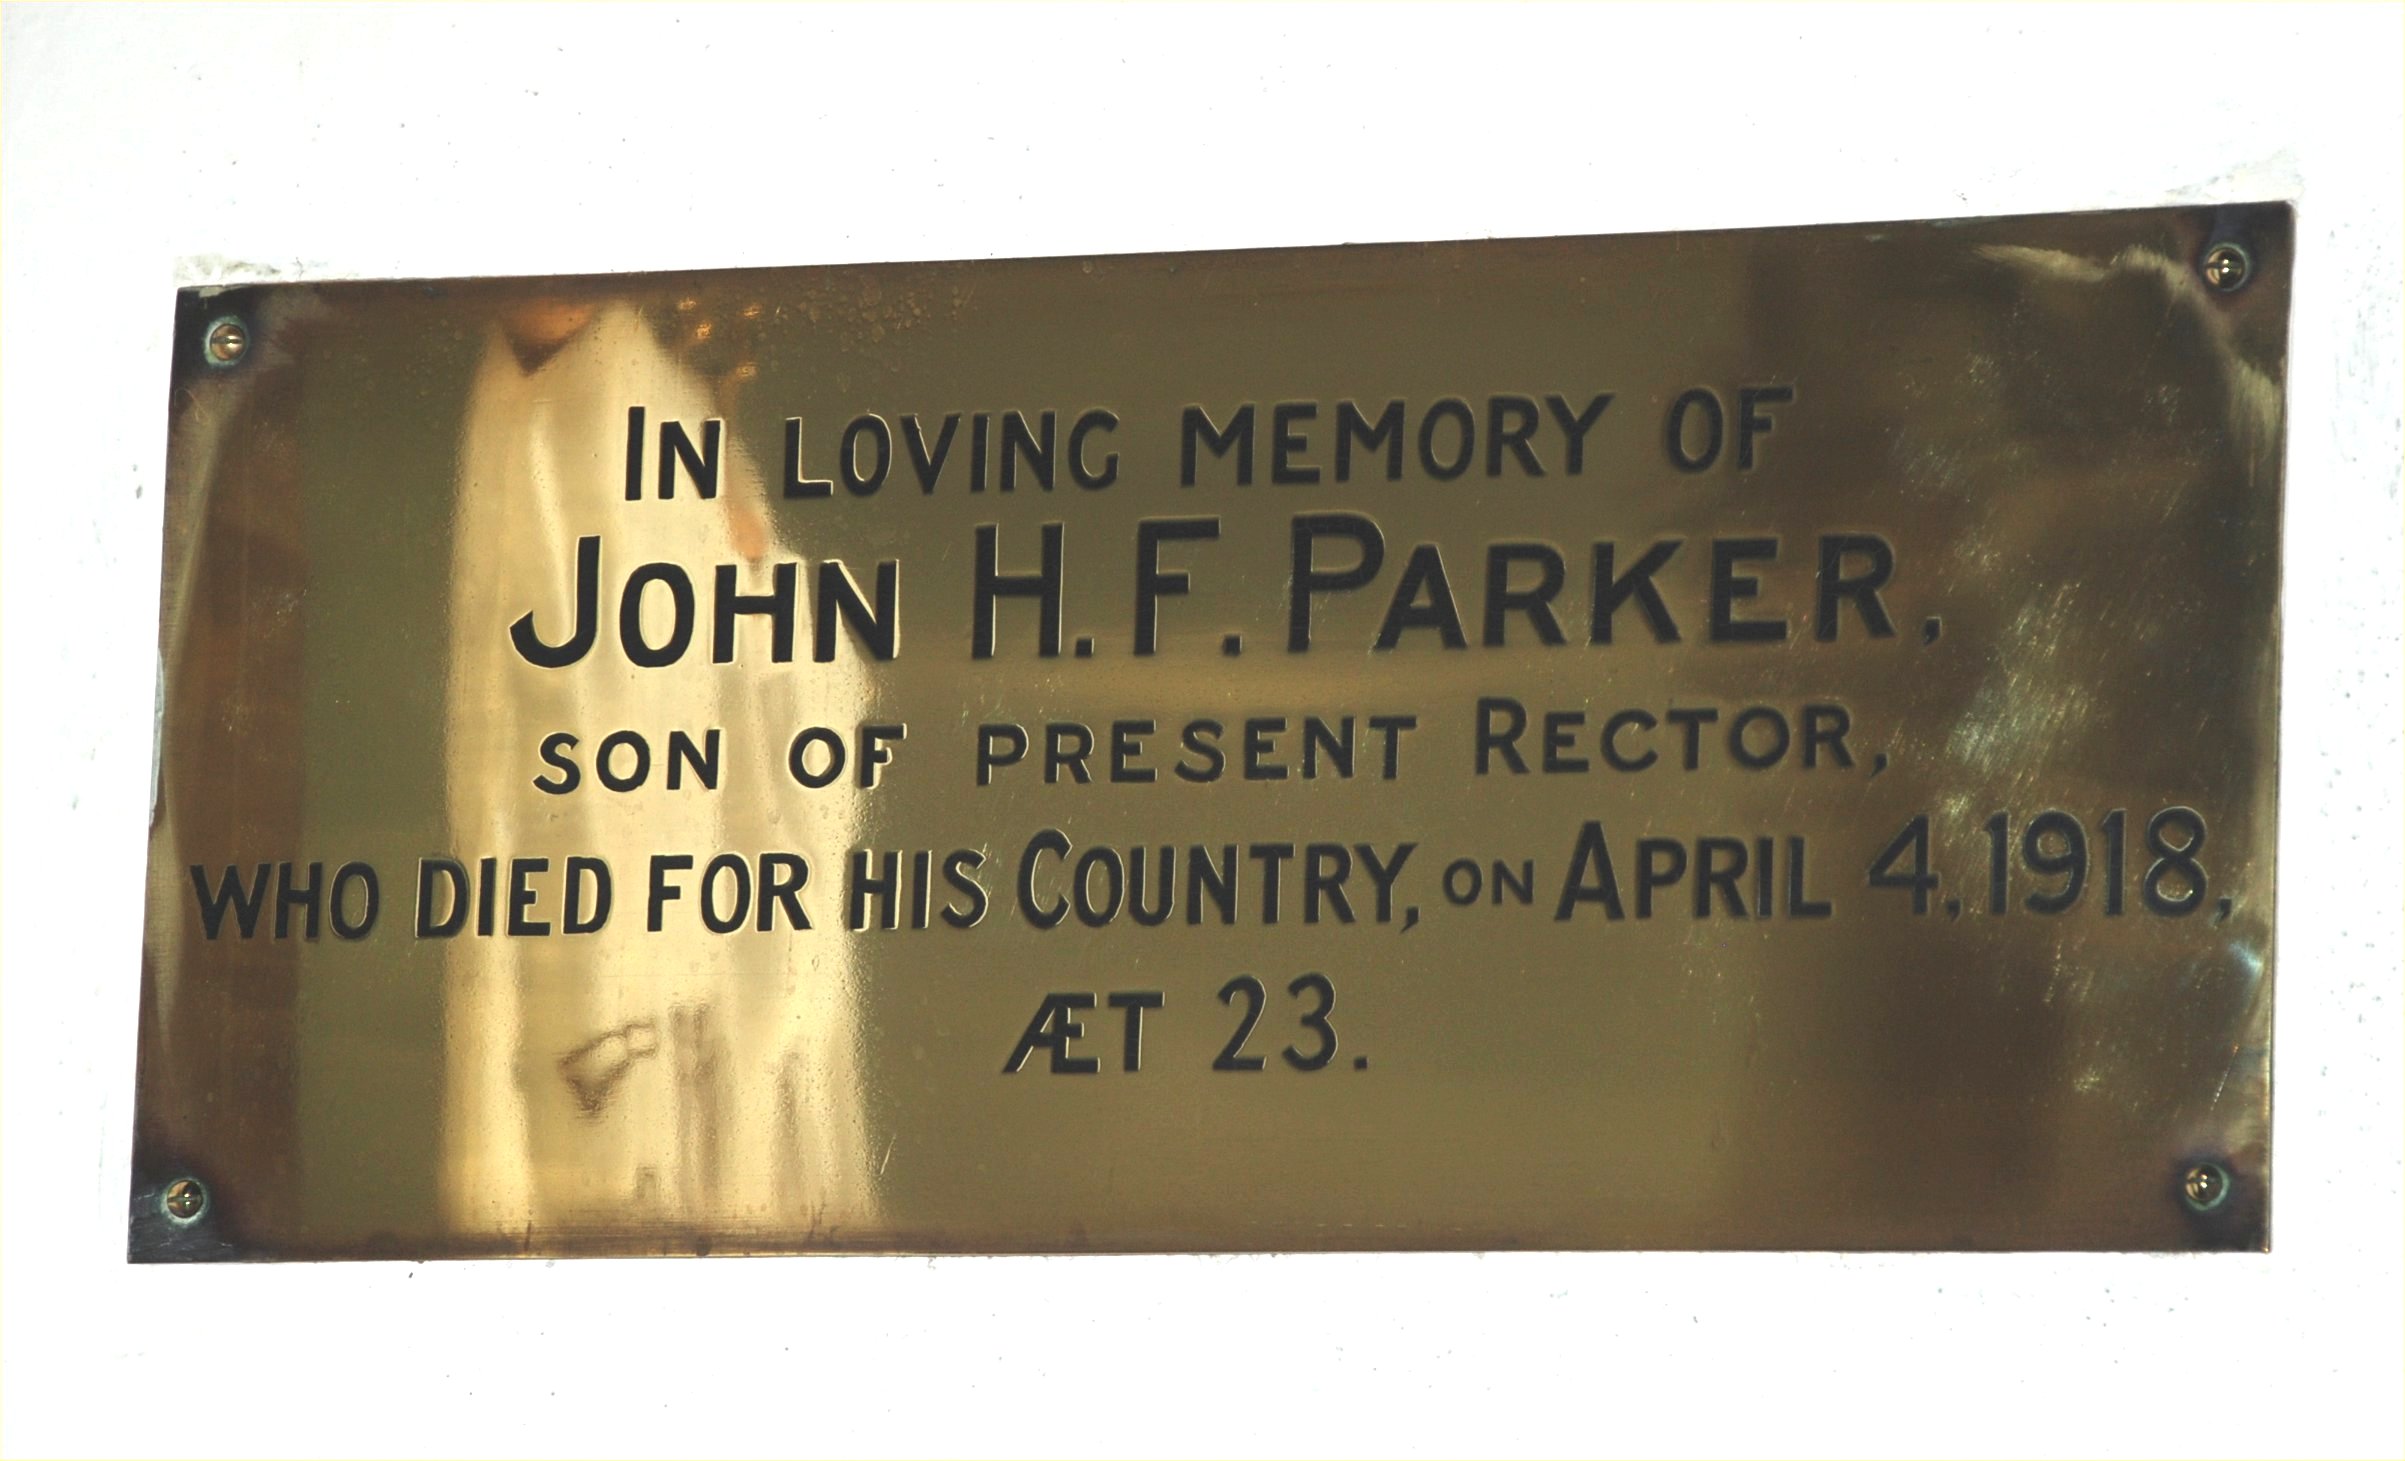 In loving memory of
John H. F. Parker,
son of present Rector,
who died for his Country, on April 4, 1918,
Æt 23.